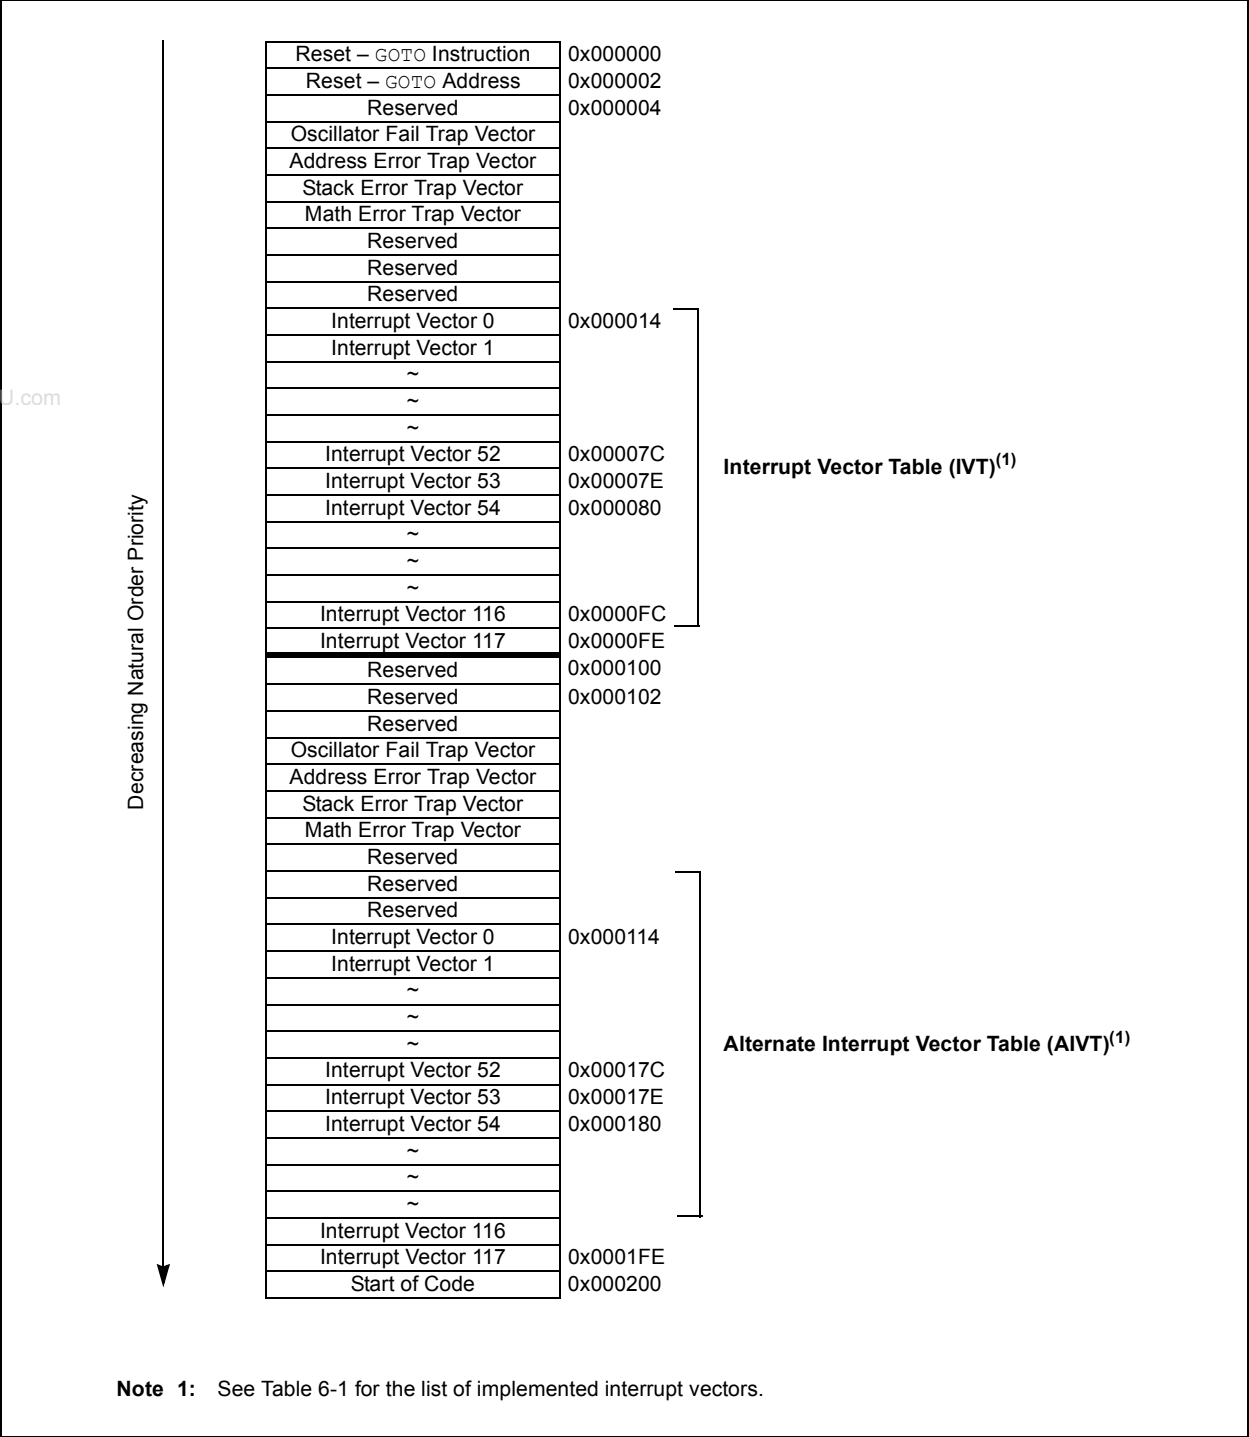 Reset – GOTO Instruction 0x000000
Reset – GOTO Address 0x000002
Reserved 0x000004
Oscillator Fail Trap Vector
Address Error Trap Vector
Stack Error Trap Vector
Math Error Trap Vector
Reserved
Reserved
Reserved
Interrupt Vector 0 0x000014
Interrupt Vector 1
~
~
U.com
~
Interrupt Vector 52 0x00007C
Interrupt Vector Table (IVT)(1)
Interrupt Vector 53 0x00007E
Interrupt Vector 54 0x000080
~
~
~
Interrupt Vector 116 0x0000FC
Interrupt Vector 117 0x0000FE
Decreasing Natural Order Priority
Reserved 0x000100
Reserved 0x000102
Reserved
Oscillator Fail Trap Vector
Address Error Trap Vector
Stack Error Trap Vector
Math Error Trap Vector
Reserved
Reserved
Reserved
Interrupt Vector 0 0x000114
Interrupt Vector 1
~
~
~
Alternate Interrupt Vector Table (AIVT)(1)
Interrupt Vector 52 0x00017C
Interrupt Vector 53 0x00017E
Interrupt Vector 54 0x000180
~
~
~
Interrupt Vector 116
Interrupt Vector 117 0x0001FE
Start of Code 0x000200
Note 1: See Table 6-1 for the list of implemented interrupt vectors.